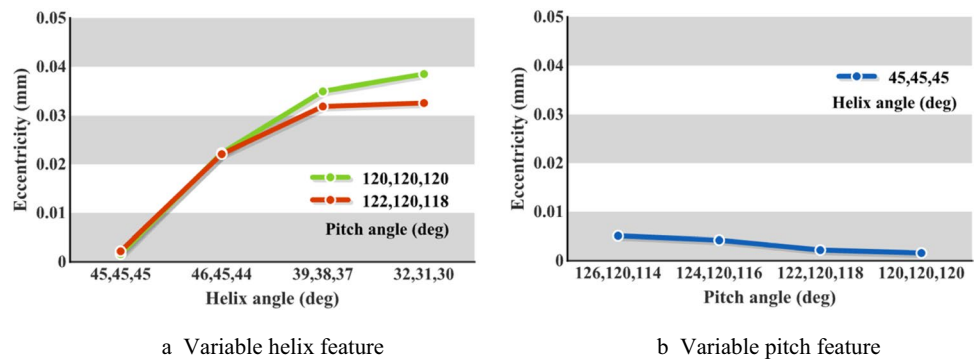 0.05
0.04
0.03
0.02
0.01
0
Eccentricity (mm)
120,120,120
122,120,118
Pitch angle (deg)
45,45,45
46,45,44
39,38,37
32,31,30
Helix angle (deg)
a Variable helix feature
0.05
0.04
0.03
0.02
0.01
0
Eccentricity (mm)
45,45,45
Helix angle (deg)
126,120,114
124,120,116
122,120,118
120,120,120
Pitch angle (deg)
b Variable pitch feature